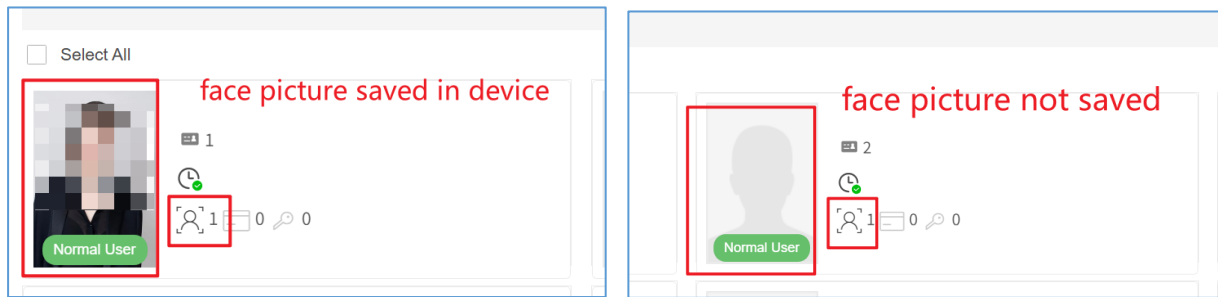 Select All
face picture saved in device
1
1 0 0
Normal User
face picture not saved
2
1 0 0
Normal User